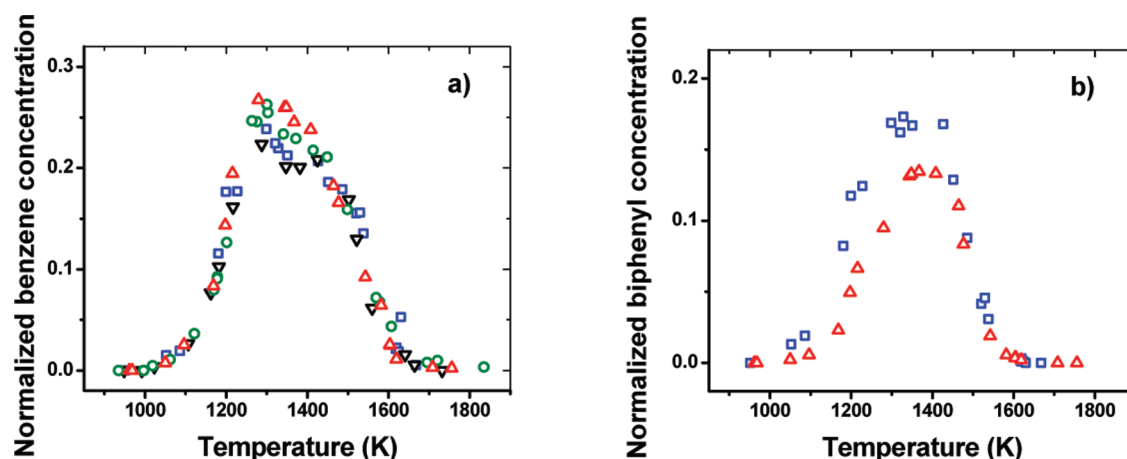 Normalized benzene concentration
0.3
0.2
0.1
0.0
a)
1000 1200 1400 1600 1800
Temperature (K)
Normalized biphenyl concentration
0.2
0.1
0.0
b)
1000 1200 1400 1600 1800
Temperature (K)